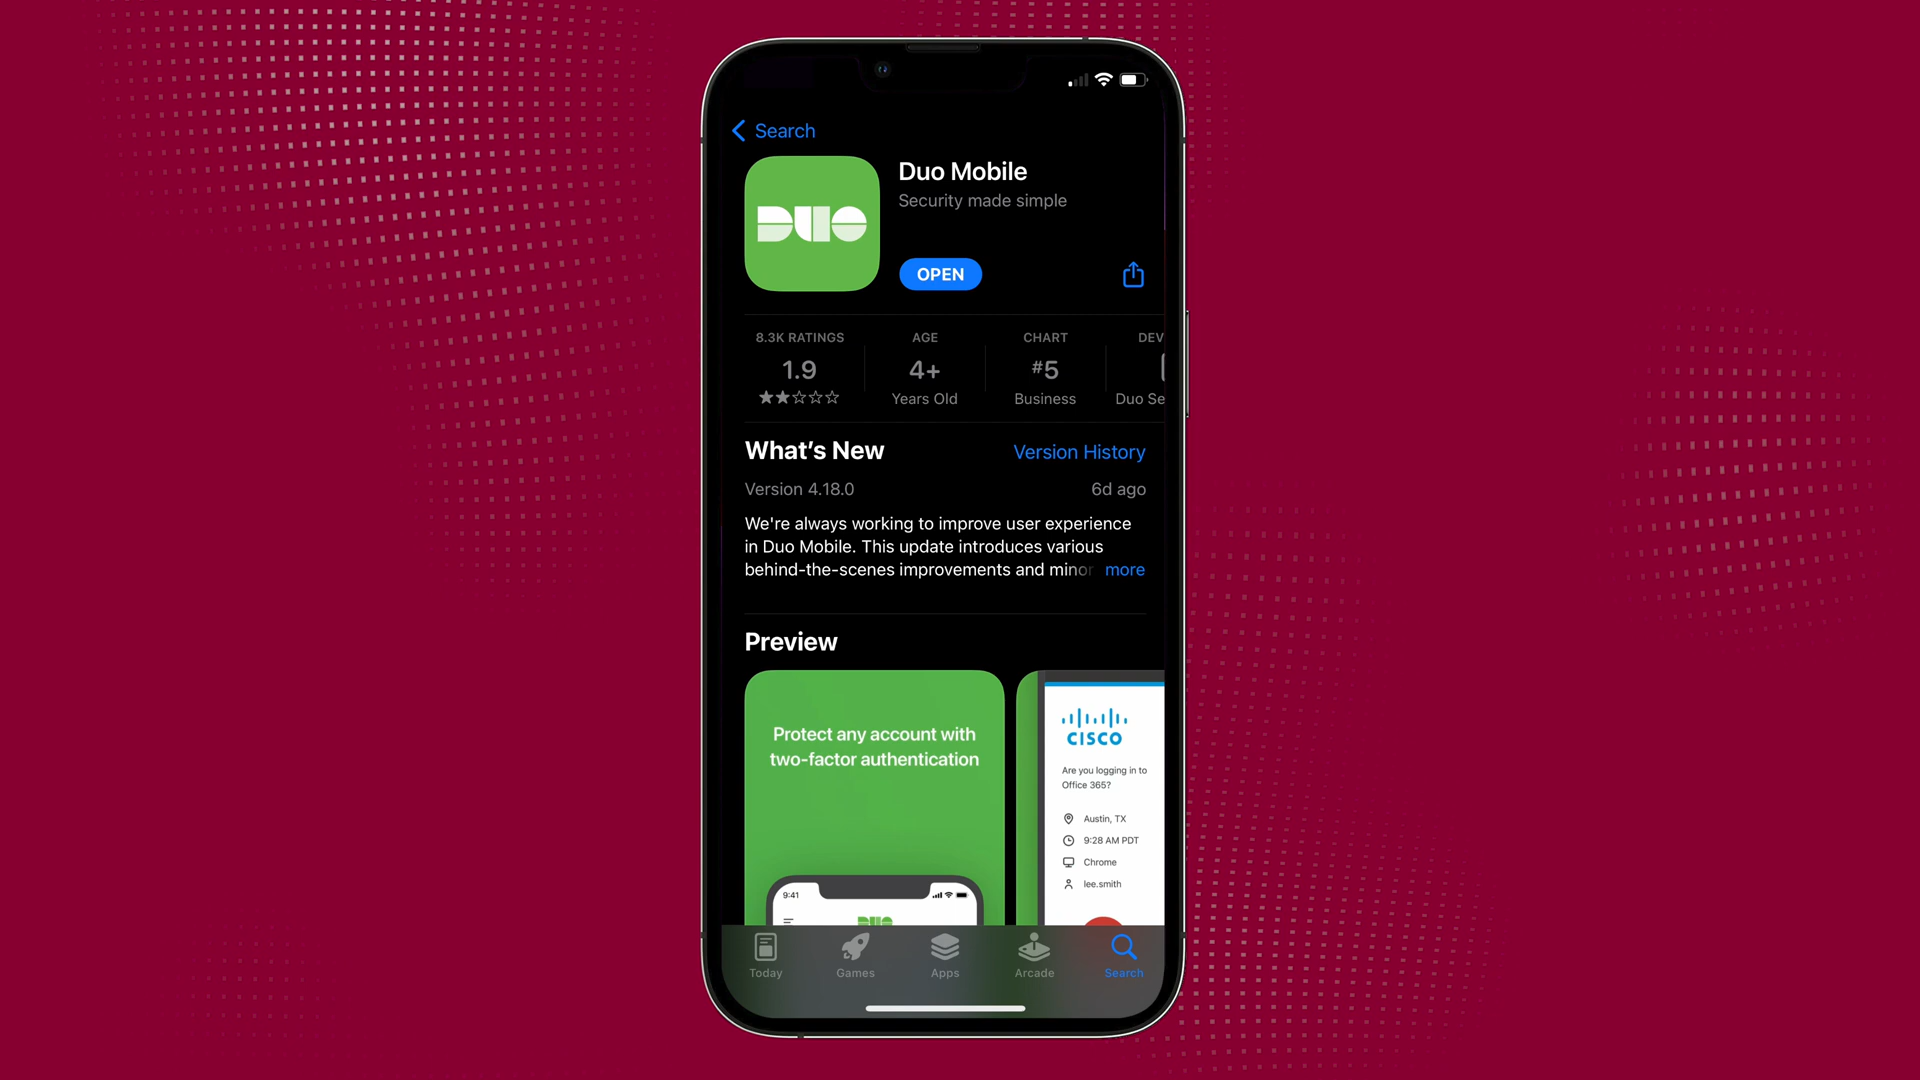 Search
DUO
Duo Mobile
Security made simple
OPEN
8.3K RATINGS
1.9
AGE
4+
Years Old
CHART
#5
Business
DEV
Duo Se
What's New
Version History
Version 4.18.0
6d ago
We're always working to improve user experience
in Duo Mobile. This update introduces various
behind-the-scenes improvements and minor more
Preview
Protect any account with
two-factor authentication
9:41
DUO
CISCO
Are you logging in to
Office 365?
Austin, TX
9:28 AM PDT
Chrome
lee.smith
Today
Games
Apps
Arcade
Search